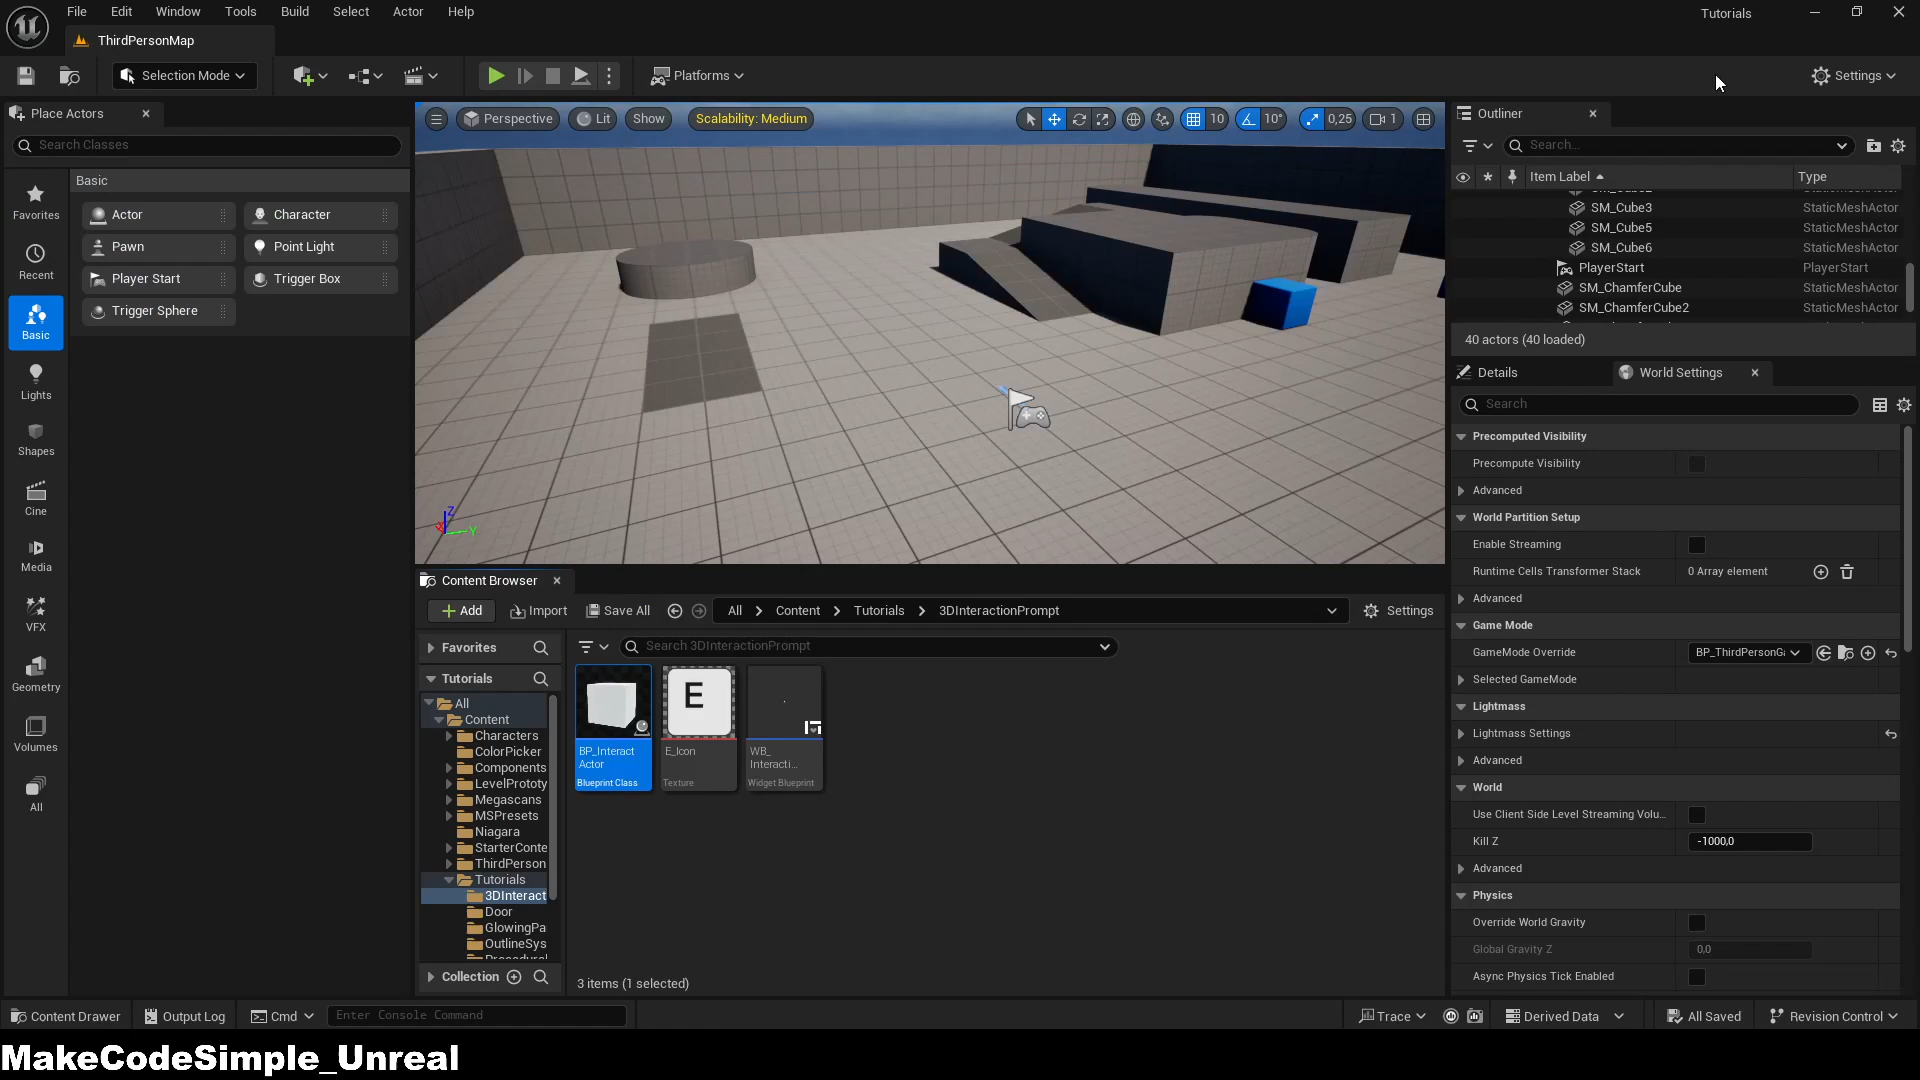 File Edit Window Tools Build Select Actor Help
Tutorials
ThirdPersonMap
Selection Mode
Platforms
Settings
Place Actors
Search Classes
Basic
Favorites
Recent
Basic
Lights
Shapes
Cine
Media
VFX
Geometry
Volumes
All
Actor
Character
Pawn
Point Light
Player Start
Trigger Box
Trigger Sphere
Perspective Lit Show Scalability: Medium 10 10° 0,25 1
Z
Y
Outliner
Search...
Item Label Type
SM_Cube3 StaticMeshActor
SM_Cube5 StaticMeshActor
SM_Cube6 StaticMeshActor
PlayerStart PlayerStart
SM_ChamferCube StaticMeshActor
SM_ChamferCube2 StaticMeshActor
40 actors (40 loaded)
Details World Settings
Search
Precomputed Visibility
Precompute Visibility
Advanced
World Partition Setup
Enable Streaming
Runtime Cells Transformer Stack 0 Array element
Advanced
Game Mode
GameMode Override BP_ThirdPersonGa
Selected GameMode
Lightmass
Lightmass Settings
Advanced
World
Use Client Side Level Streaming Volu...
Kill Z -1000,0
Advanced
Physics
Override World Gravity
Global Gravity Z 0,0
Async Physics Tick Enabled
Content Browser
Add Import Save All All > Content > Tutorials > 3DInteractionPrompt Settings
Favorites
Search 3DInteractionPrompt
Tutorials
All
Content
Characters
ColorPicker
Components
LevelPrototy
Megascans
MSPresets
Niagara
StarterConte
ThirdPerson
Tutorials
3DInteract
Door
GlowingPa
OutlineSys
Collection
E
BP_Interact
Actor
Blueprint Class
E_Icon
Texture
WB_
Interacti...
Widget Blueprint
3 items (1 selected)
Content Drawer Output Log Cmd Enter Console Command Trace Derived Data All Saved Revision Control
MakeCodeSimple_Unreal